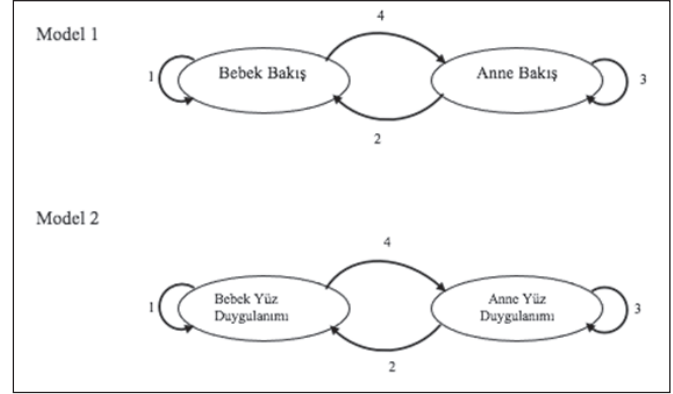 Model 1
4
1
Bebek Bakış
Anne Bakış
3
2
Model 2
4
1
Bebek Yüz
Duygulanımı
Anne Yüz
Duygulanımı
3
2